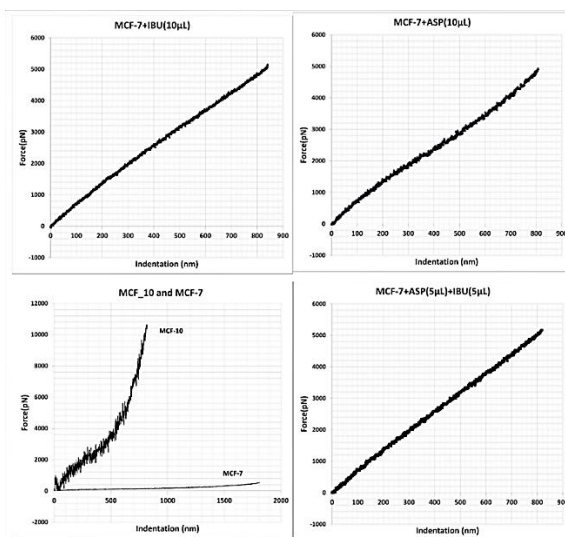 MCF-7+IBU(10µL)
6000
5000
4000
3000
2000
1000
0
-1000
Force(pN)
0 100 200 300 400 500 600 700 800 900
Indentation (nm)
MCF-7+ASP(10µL)
6000
5000
4000
3000
2000
1000
0
-1000
Force(pN)
0 100 200 300 400 500 600 700 800 900
Indentation (nm)
MCF_10 and MCF-7
12000
10000
8000
6000
4000
2000
0
-2000
Force(pN)
MCF-10
MCF-7
0 500 1000 1500 2000
Indentation (nm)
MCF-7+ASP(5µL)+IBU(5µL)
6000
5000
4000
3000
2000
1000
0
-1000
Force(pN)
0 100 200 300 400 500 600 700 800 900
Indentation (nm)